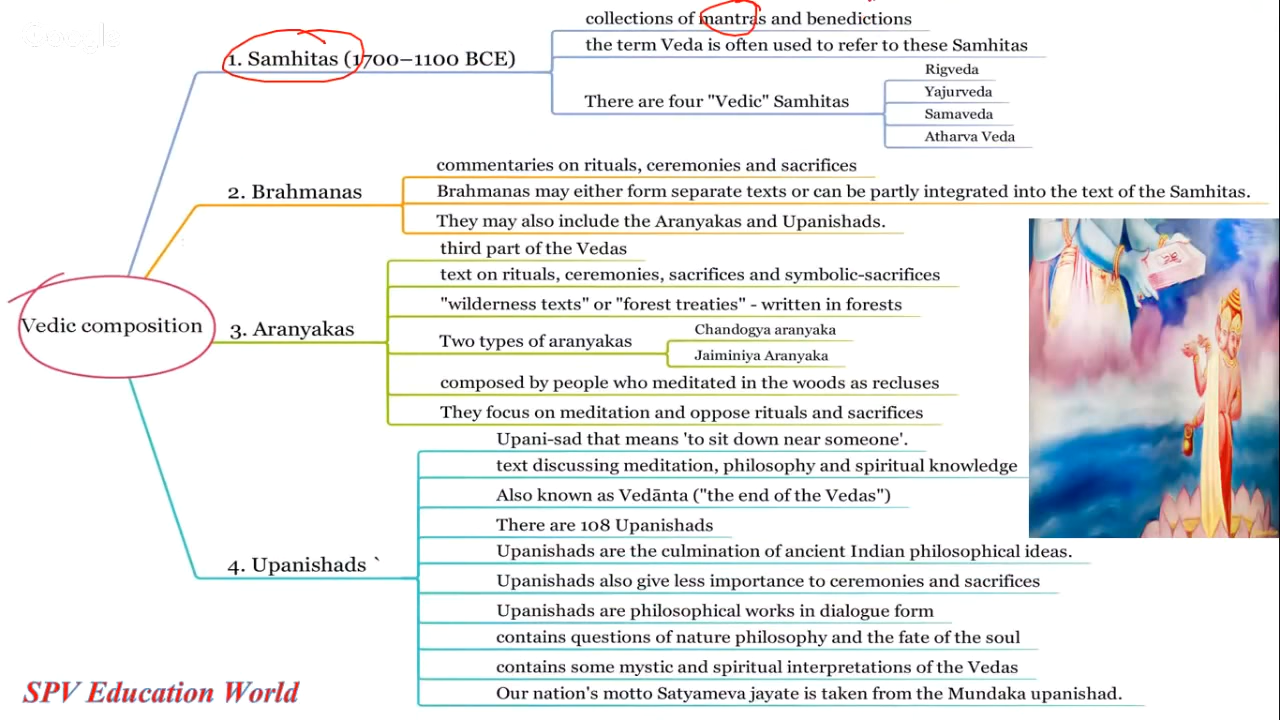 Google
collections of mantras and benedictions
1. Samhitas (1700–1100 BCE)
the term Veda is often used to refer to these Samhitas
There are four "Vedic" Samhitas
Rigveda
Yajurveda
Samaveda
Atharva Veda
2. Brahmanas
commentaries on rituals, ceremonies and sacrifices
Brahmanas may either form separate texts or can be partly integrated into the text of the Samhitas.
They may also include the Aranyakas and Upanishads.
Vedic composition
3. Aranyakas
third part of the Vedas
text on rituals, ceremonies, sacrifices and symbolic-sacrifices
"wilderness texts" or "forest treaties" - written in forests
Two types of aranyakas
Chandogya aranyaka
Jaiminiya Aranyaka
composed by people who meditated in the woods as recluses
They focus on meditation and oppose rituals and sacrifices
4. Upanishads `
Upani-sad that means 'to sit down near someone'.
text discussing meditation, philosophy and spiritual knowledge
Also known as Vedānta ("the end of the Vedas")
There are 108 Upanishads
Upanishads are the culmination of ancient Indian philosophical ideas.
Upanishads also give less importance to ceremonies and sacrifices
Upanishads are philosophical works in dialogue form
contains questions of nature philosophy and the fate of the soul
contains some mystic and spiritual interpretations of the Vedas
Our nation's motto Satyameva jayate is taken from the Mundaka upanishad.
SPV Education World